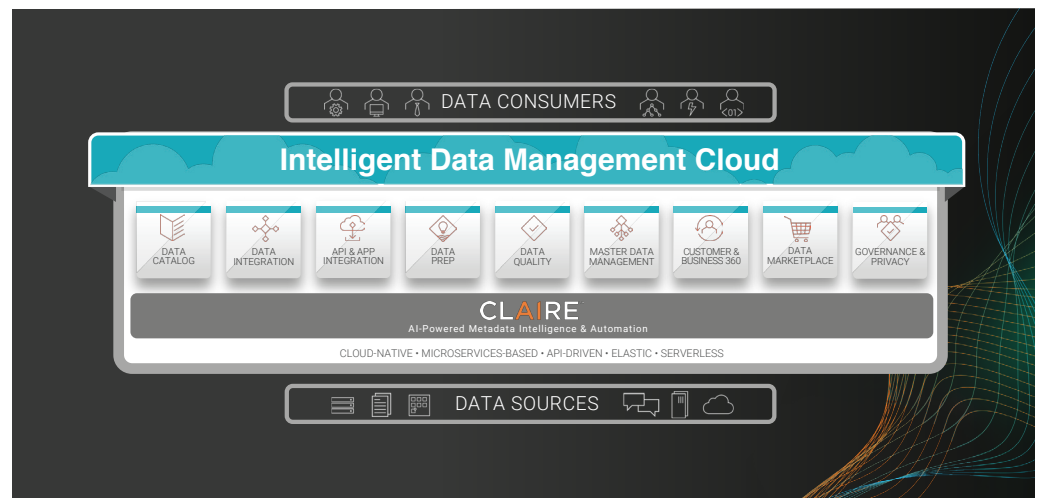 DATA CONSUMERS
<01>
Intelligent Data Management Cloud
DATA
CATALOG
DATA
INTEGRATION
API & APP
INTEGRATION
DATA
PREP
DATA
QUALITY
MASTER DATA
MANAGEMENT
CUSTOMER &
BUSINESS 360
DATA
MARKETPLACE
GOVERNANCE &
PRIVACY
CLAIRE
AI-Powered Metadata Intelligence & Automation
CLOUD-NATIVE • MICROSERVICES-BASED • API-DRIVEN • ELASTIC • SERVERLESS
DATA SOURCES